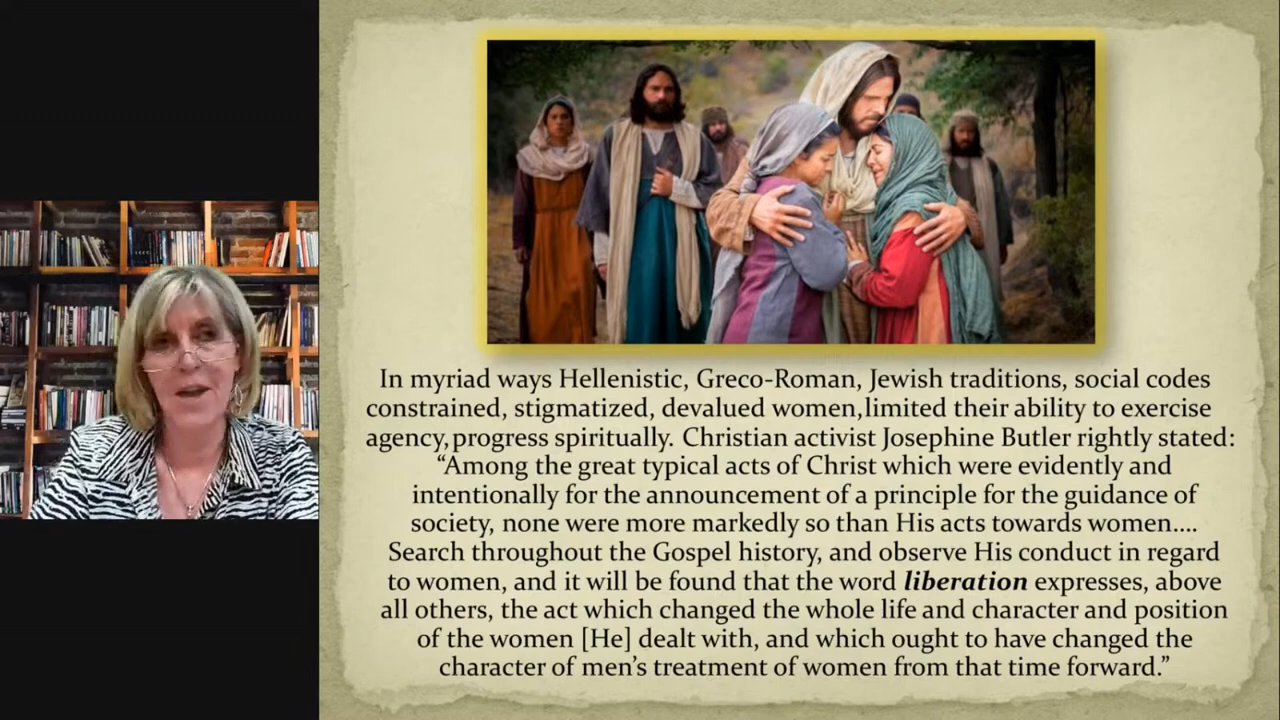 In myriad ways Hellenistic, Greco-Roman, Jewish traditions, social codes
constrained, stigmatized, devalued women, limited their ability to exercise
agency, progress spiritually. Christian activist Josephine Butler rightly stated:
“Among the great typical acts of Christ which were evidently and
intentionally for the announcement of a principle for the guidance of
society, none were more markedly so than His acts towards women....
Search throughout the Gospel history, and observe His conduct in regard
to women, and it will be found that the word liberation expresses, above
all others, the act which changed the whole life and character and position
of the women [He] dealt with, and which ought to have changed the
character of men’s treatment of women from that time forward.”